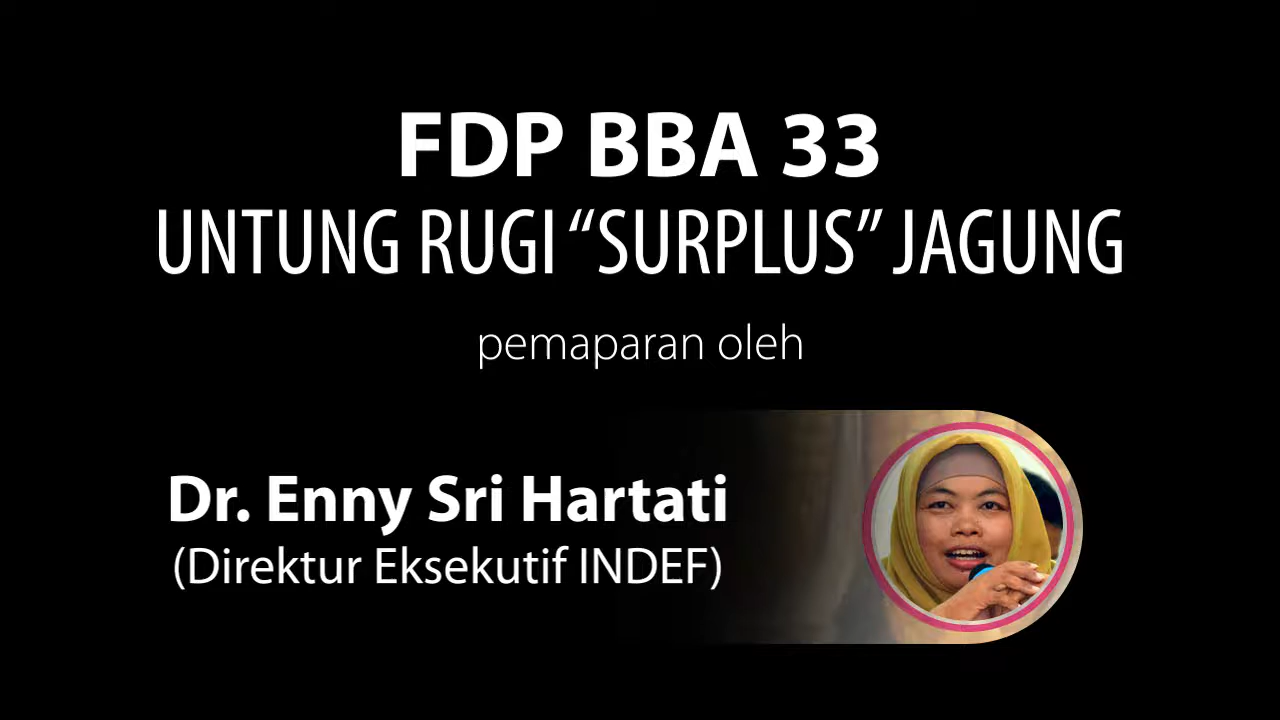 FDP BBA 33
UNTUNG RUGI “SURPLUS” JAGUNG
pemaparan oleh
Dr. Enny Sri Hartati
(Direktur Eksekutif INDEF)